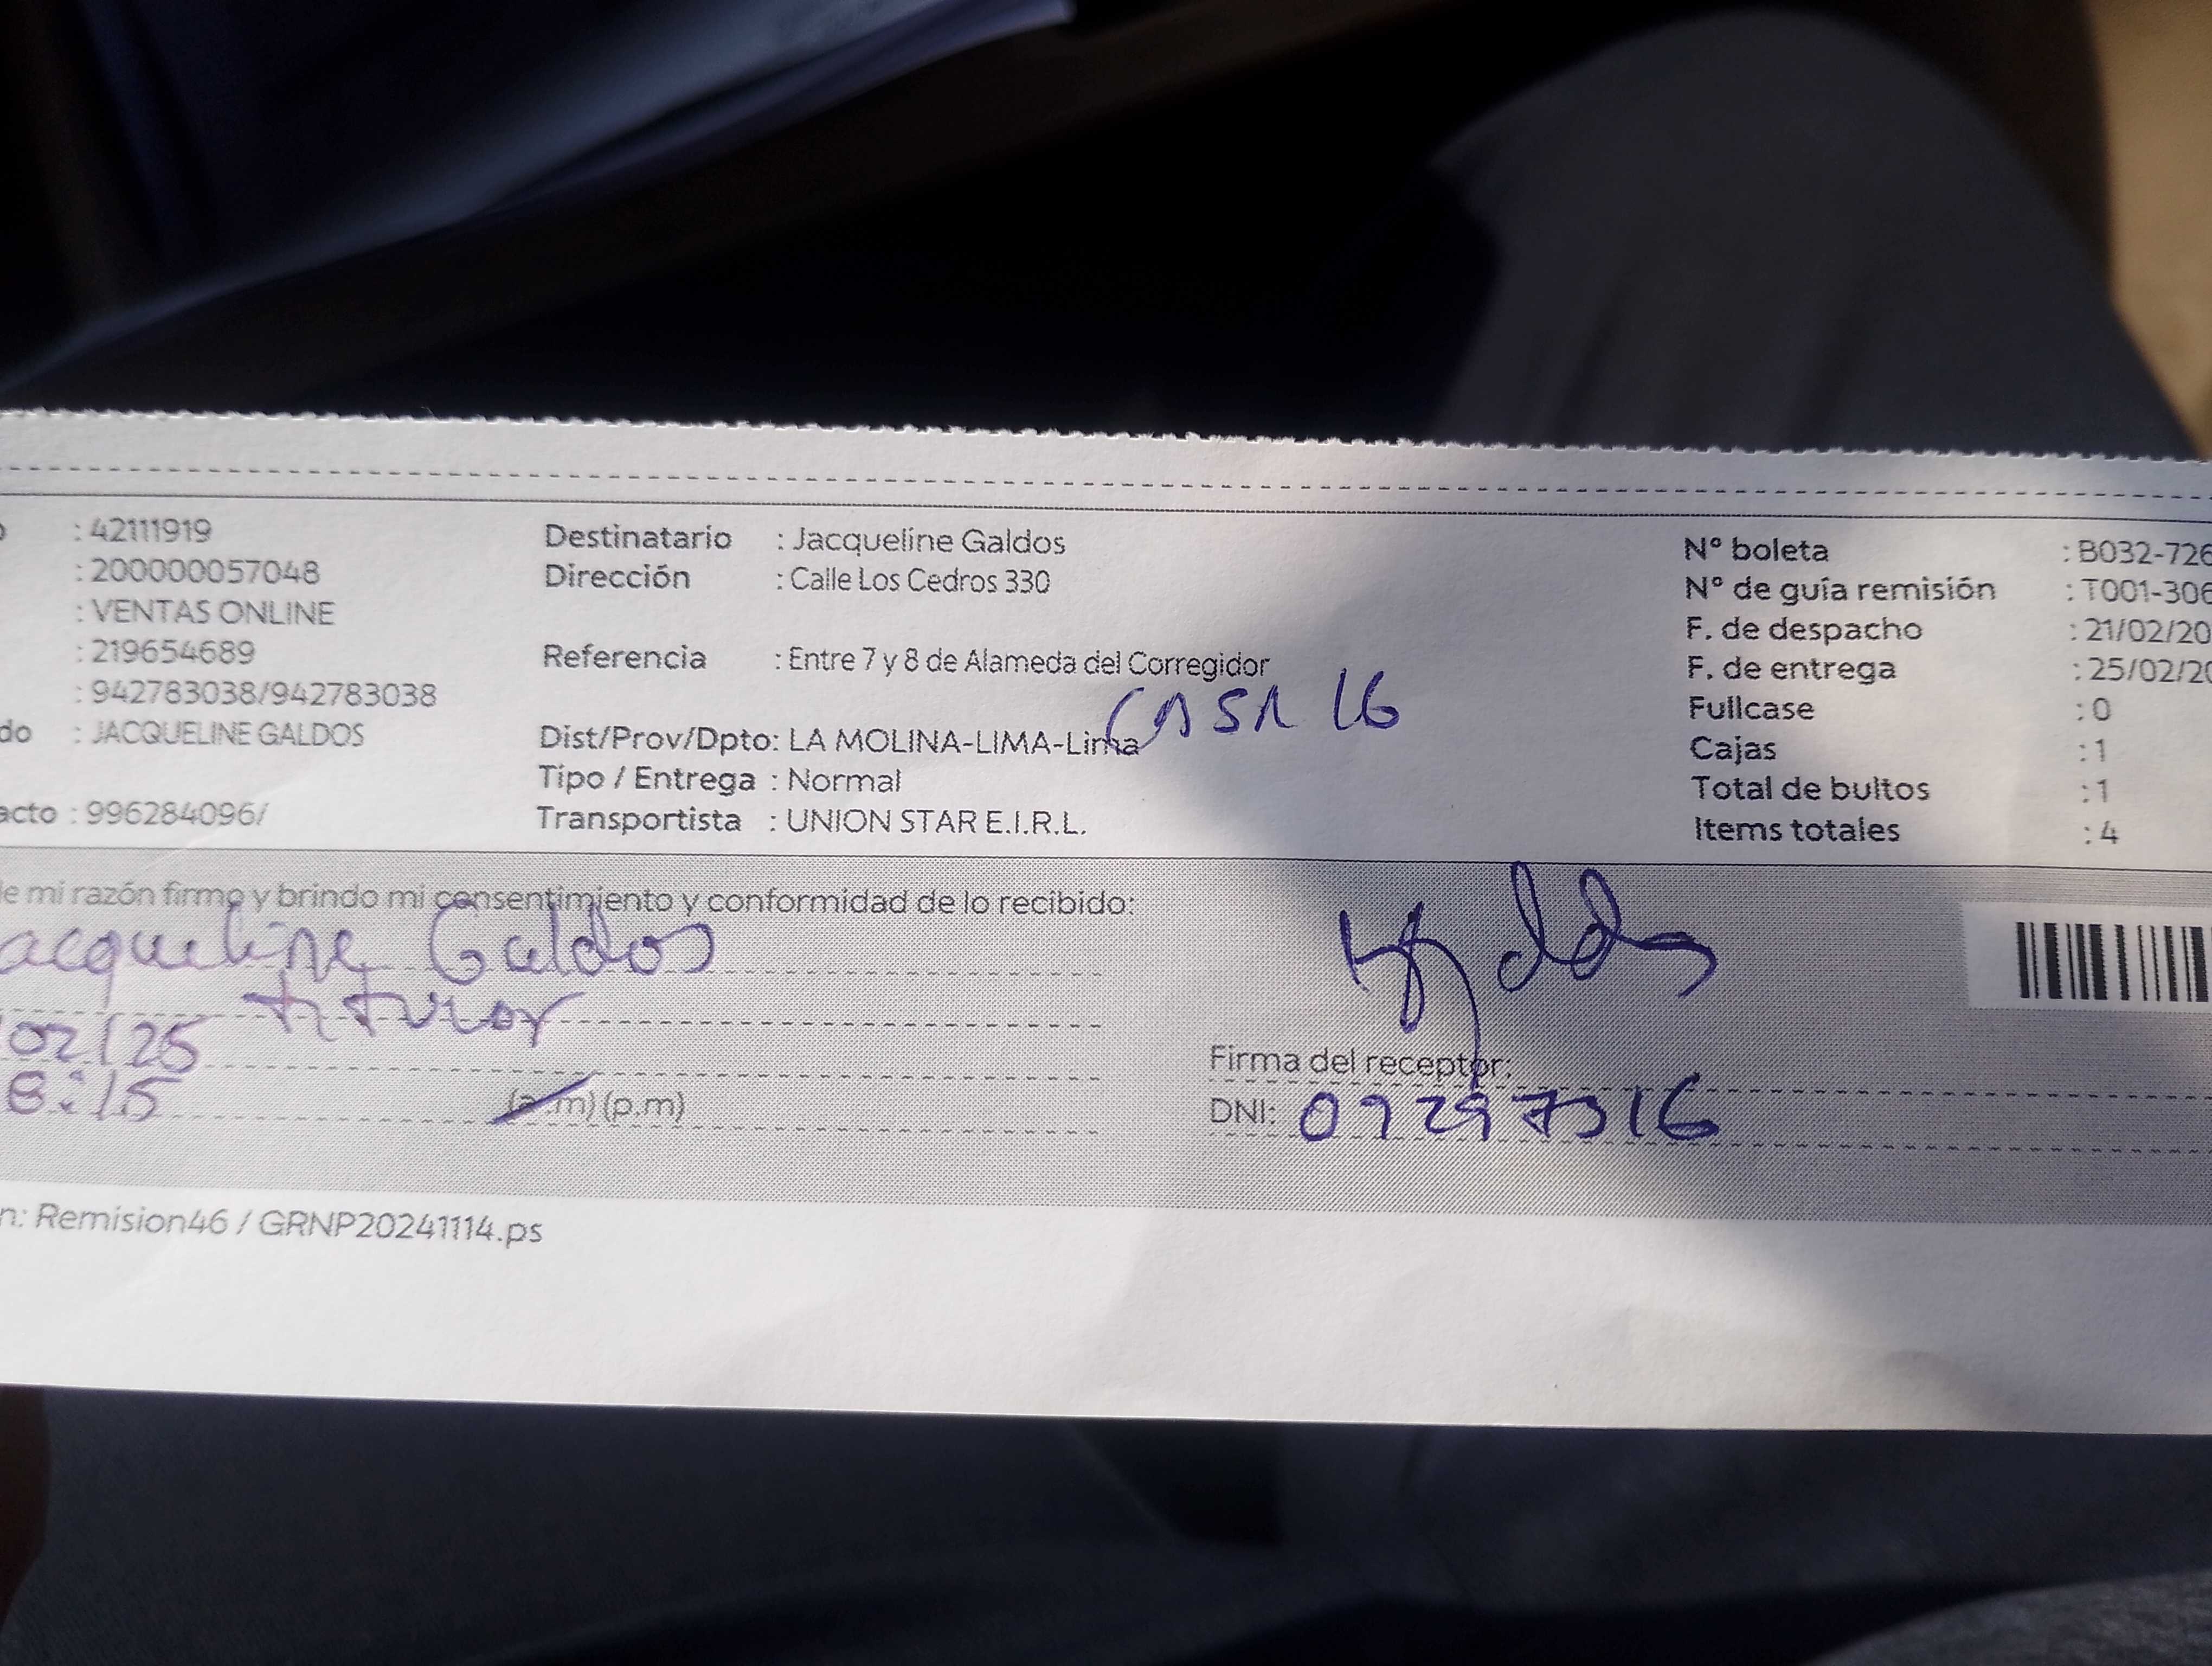 : 42111919
: 200000057048
: VENTAS ONLINE
: 219654689
: 942783038/942783038
do : JACQUELINE GALDOS
acto : 996284096/
Destinatario : Jacqueline Galdos
Dirección : Calle Los Cedros 330
Referencia : Entre 7 y 8 de Alameda del Corregidor
CASA 16
Dist/Prov/Dpto: LA MOLINA-LIMA-Lima
Tipo / Entrega : Normal
Transportista : UNION STAR E.I.R.L.
Nº boleta : B032-726
Nº de guía remisión : T001-306
F. de despacho : 21/02/20
F. de entrega : 25/02/20
Fullcase : 0
Cajas : 1
Total de bultos : 1
Items totales : 4
de mi razón firmo y brindo mi consentimiento y conformidad de lo recibido:
acqueline Galdos
02/25
8:15
(a.m) (p.m)
Firma del receptor:
DNI:
n: Remision46 / GRNP20241114.ps